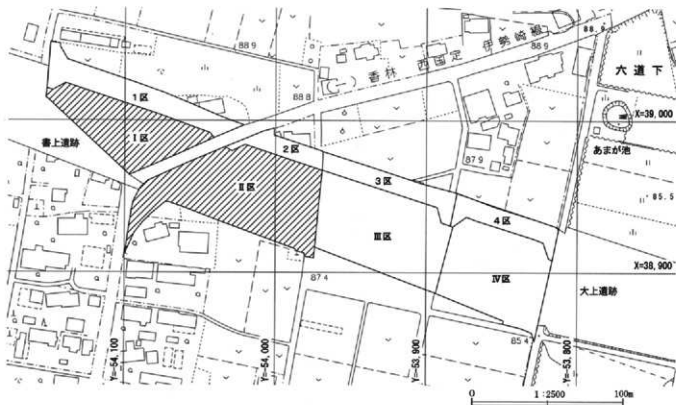 88.9
香林 西国定 伊勢崎線
88.9
88.8
六道下
1区
X=39,000
Ⅰ区
書上遺跡
2区
あまが池
87.9
Ⅱ区
3区
85.5
4区
Ⅲ区
X=38,900
87.4
Ⅳ区
大上遺跡
85.4
Y=-54,100
Y=-54,000
Y=-53,900
Y=-53,800
0 1:2500 100m